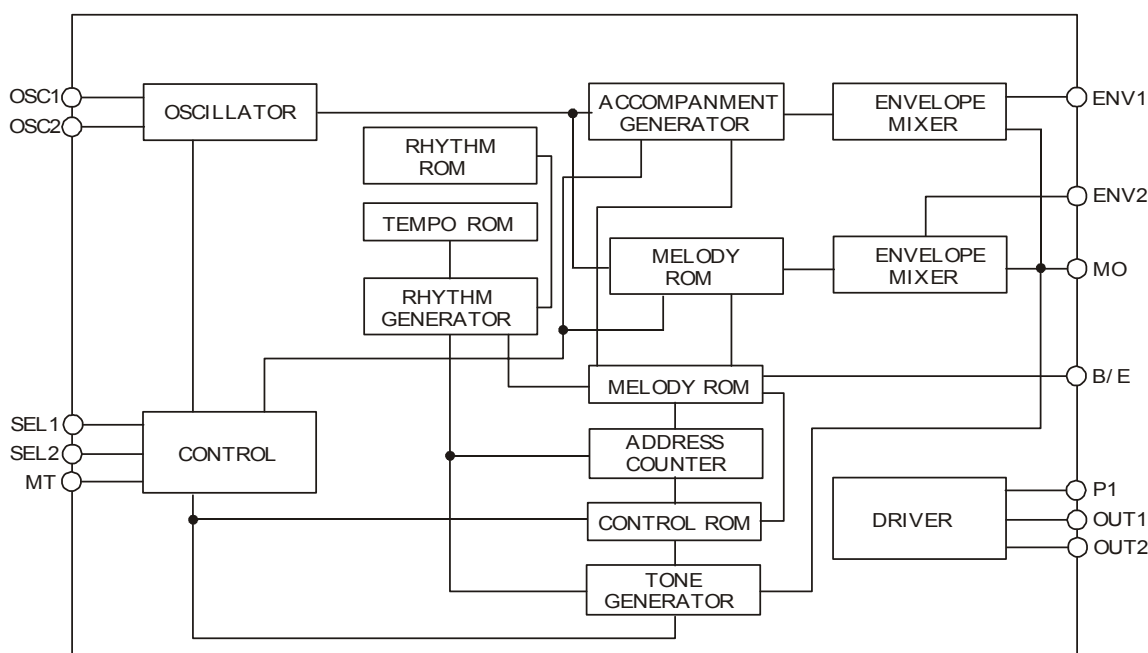 OSC1
OSC2
OSCILLATOR
ACCOMPANMENT
GENERATOR
ENVELOPE
MIXER
ENV1
RHYTHM
ROM
TEMPO ROM
ENV2
MELODY
ROM
ENVELOPE
MIXER
MO
RHYTHM
GENERATOR
MELODY ROM
B/E
SEL1
SEL2
MT
CONTROL
ADDRESS
COUNTER
CONTROL ROM
DRIVER
P1
OUT1
OUT2
TONE
GENERATOR